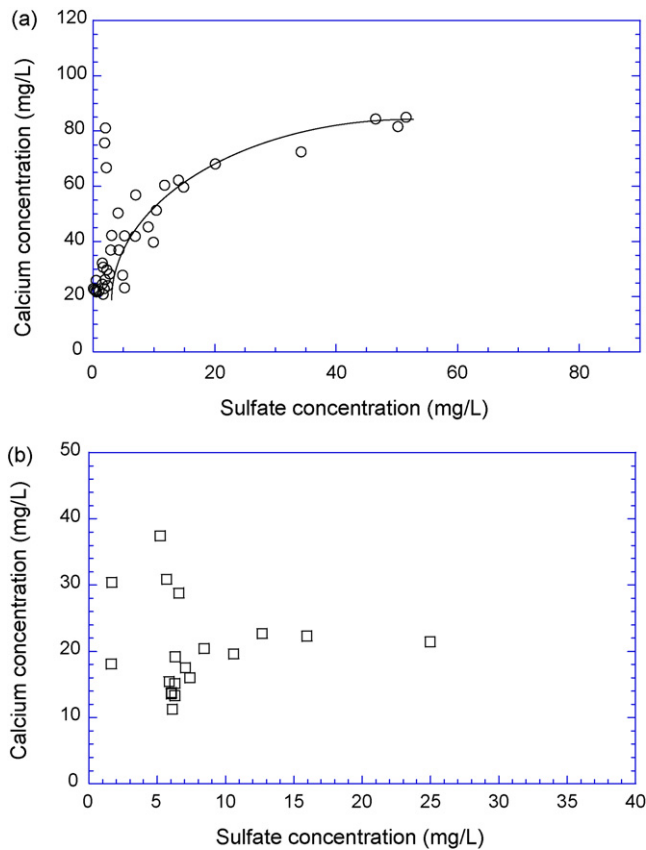 (a)
120
100
80
60
40
20
0
Calcium concentration (mg/L)
0 20 40 60 80
Sulfate concentration (mg/L)
(b)
50
40
30
20
10
0
Calcium concentration (mg/L)
0 5 10 15 20 25 30 35 40
Sulfate concentration (mg/L)